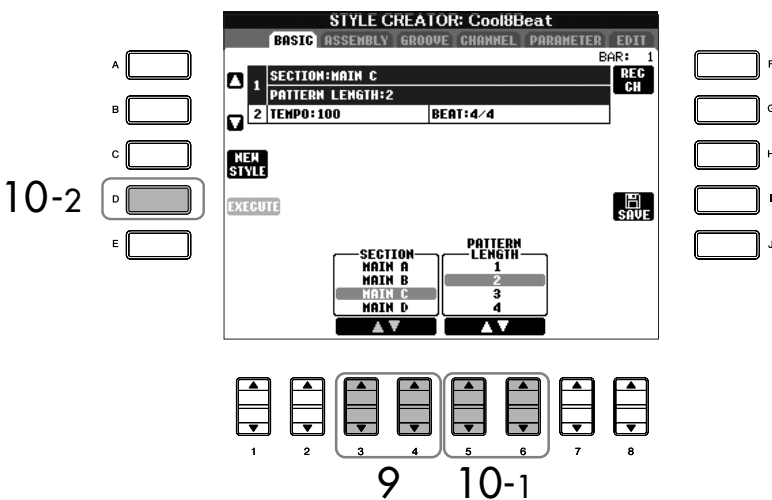 STYLE CREATOR: Cool8Beat
BASIC ASSEMBLY GROOVE CHANNEL PARAMETER EDIT
BAR: 1
1 SECTION:MAIN C
PATTERN LENGTH:2
2 TEMPO:100 BEAT:4/4
REC
CH
NEW
STYLE
EXECUTE
SAVE
SECTION
MAIN A
MAIN B
MAIN C
MAIN D
PATTERN
LENGTH
1
2
3
4
A
B
C
D
E
F
G
H
I
J
10-2
1 2 3 4 5 6 7 8
9 10-1